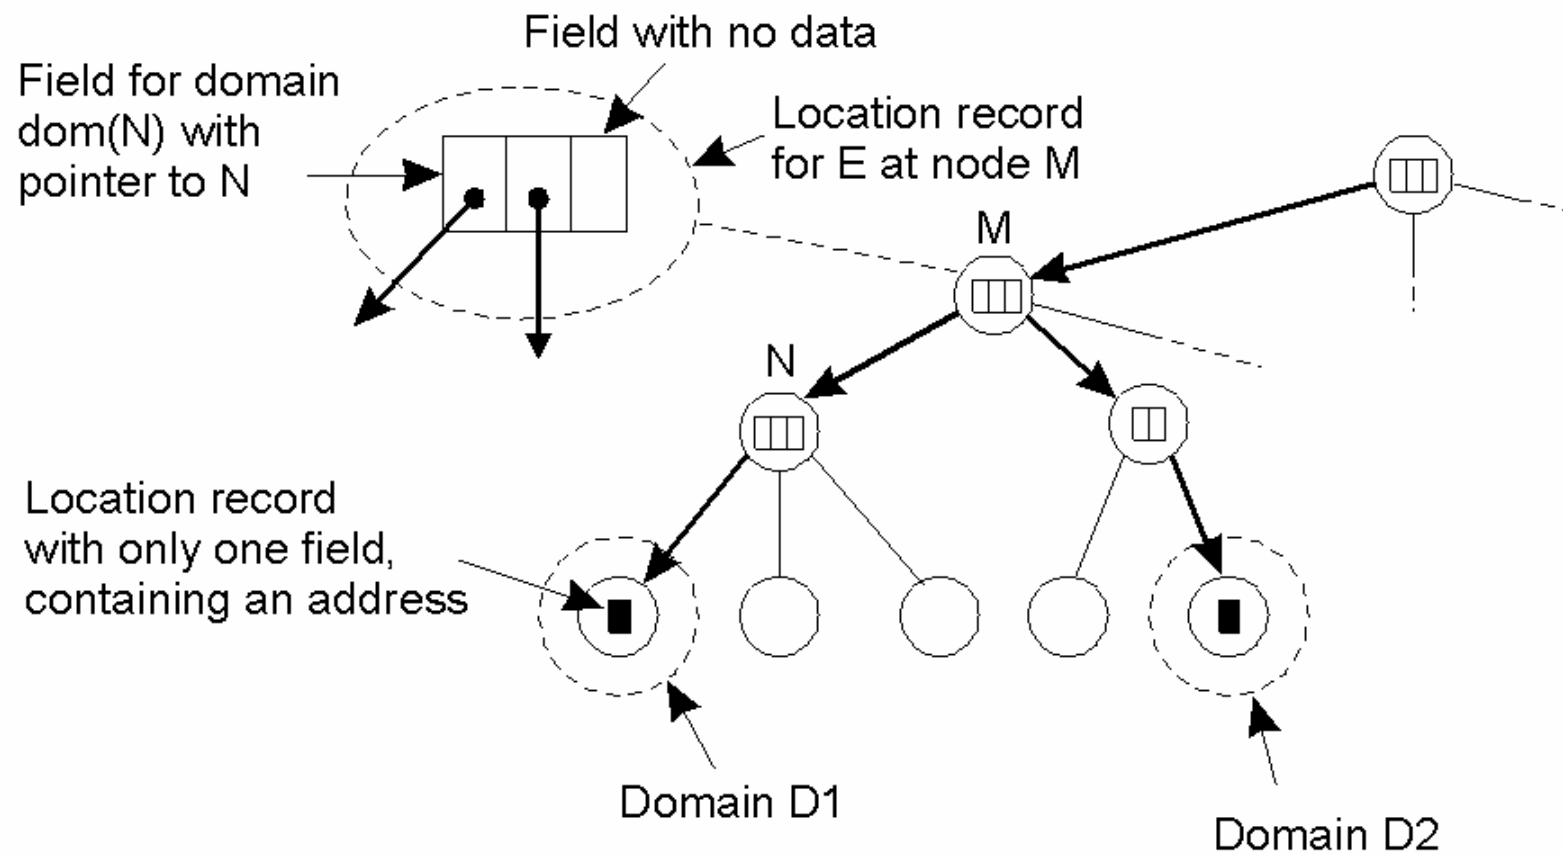 Field with no data
Field for domain
dom(N) with
pointer to N
Location record
for E at node M
M
N
Location record
with only one field,
containing an address
Domain D1
Domain D2